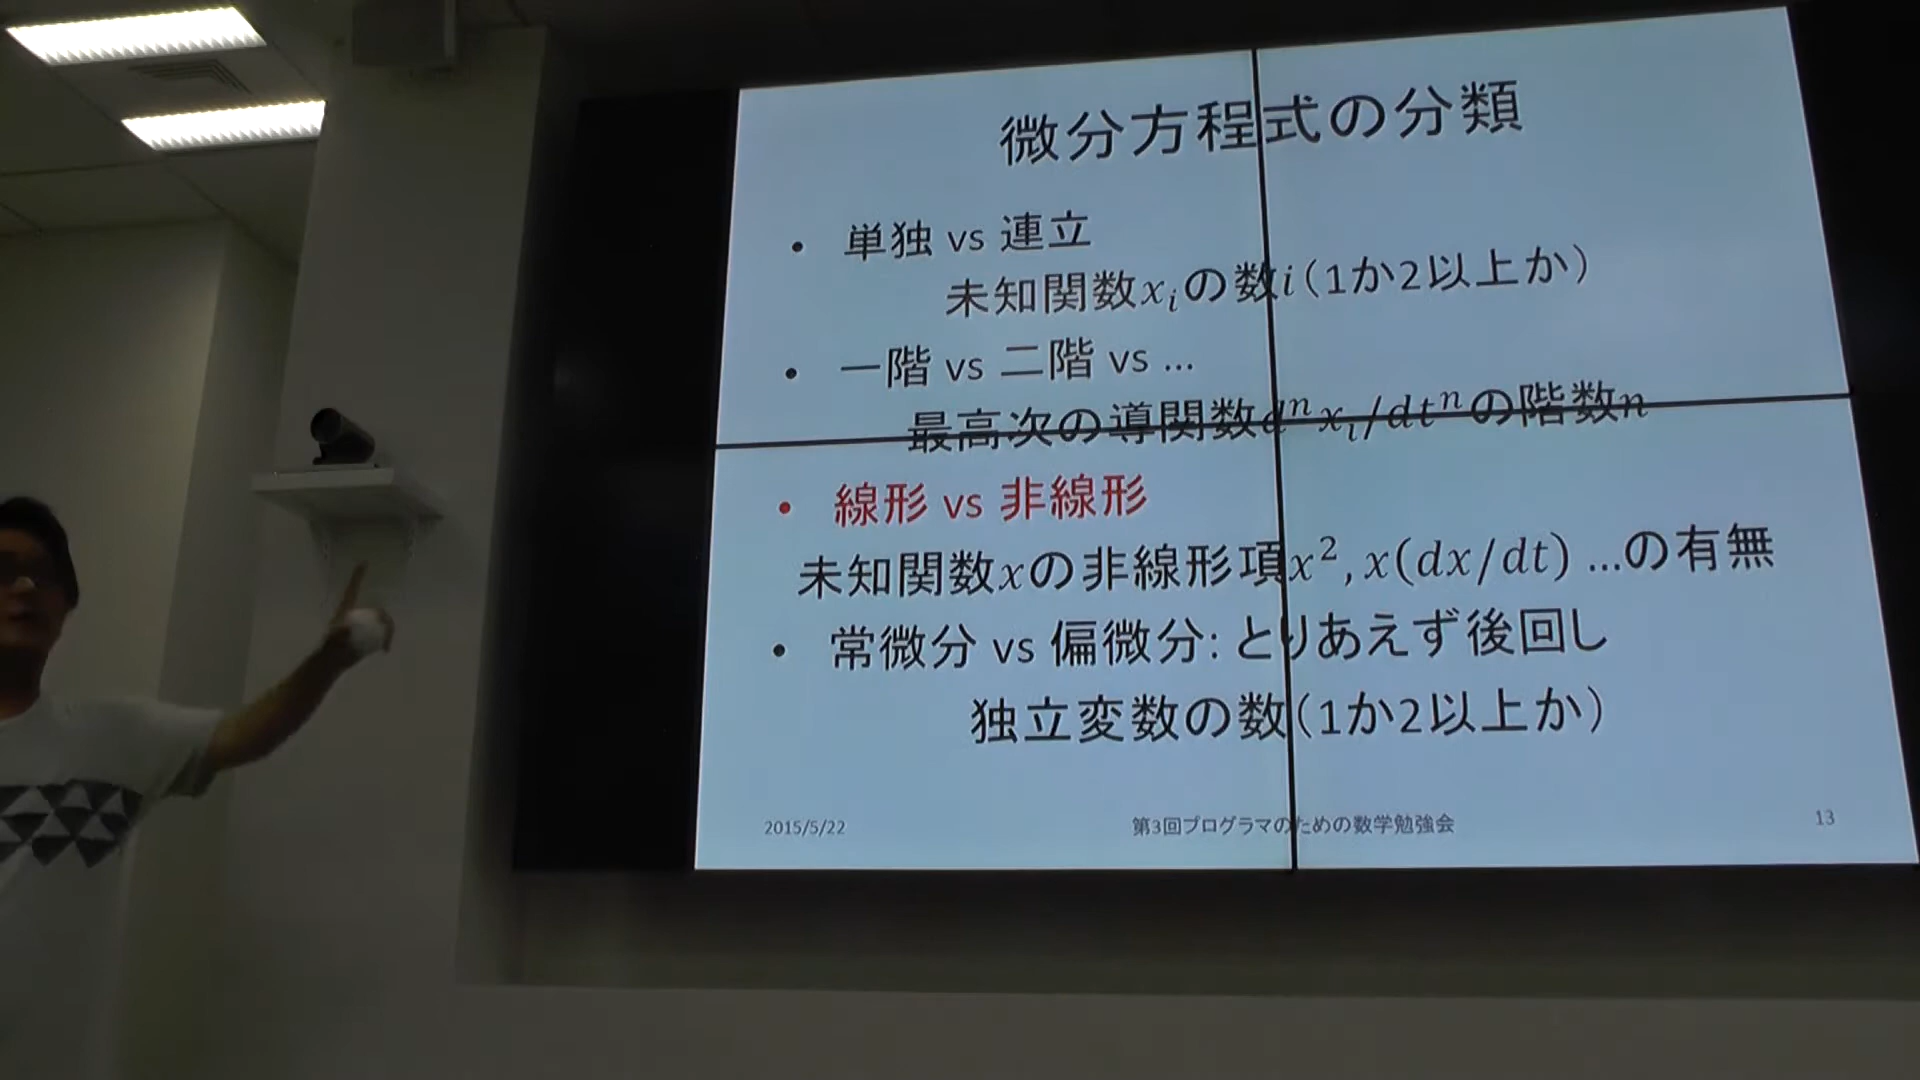 微分方程式の分類
• 単独 vs 連立
未知関数xᵢの数i（1か2以上か）
• 一階 vs 二階 vs …
最高次の導関数dⁿxᵢ/dtⁿの階数n
• 線形 vs 非線形
未知関数xの非線形項x², x(dx/dt) …の有無
• 常微分 vs 偏微分: とりあえず後回し
独立変数の数（1か2以上か）
2015/5/22 第3回プログラマのための数学勉強会 13